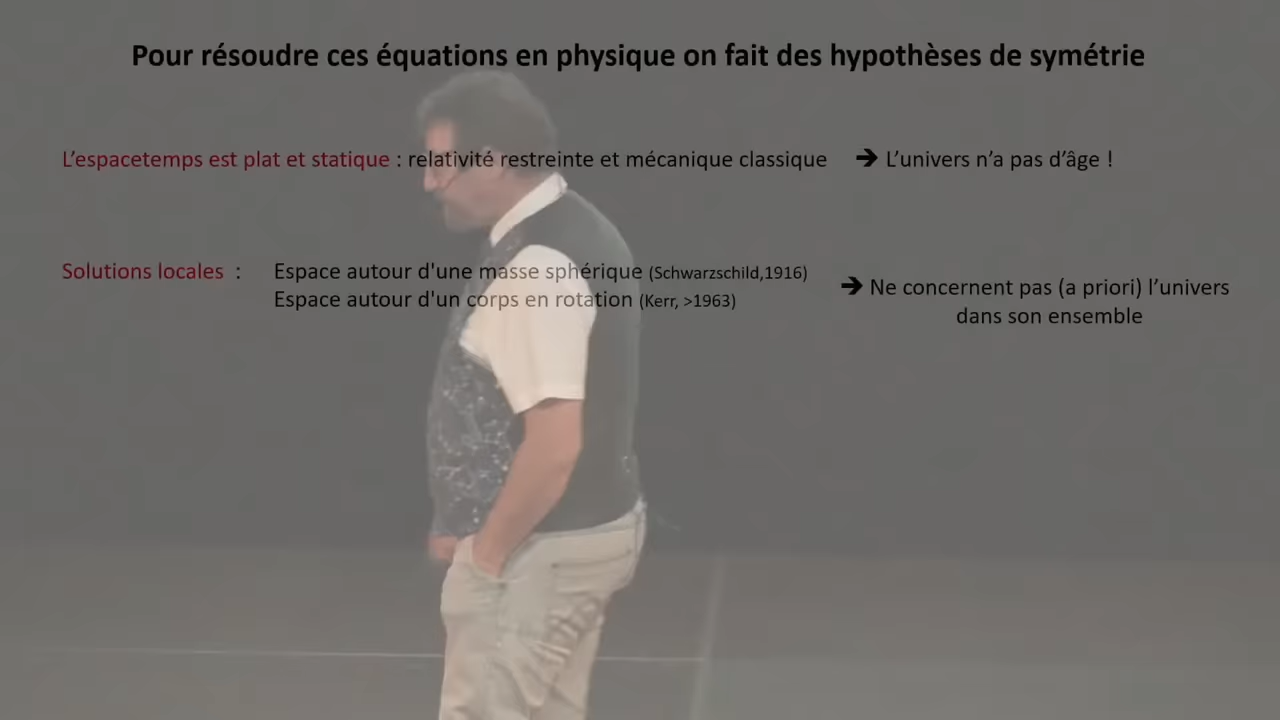 Pour résoudre ces équations en physique on fait des hypothèses de symétrie
L’espacetemps est plat et statique : relativité restreinte et mécanique classique ➔ L’univers n’a pas d’âge !
Solutions locales : Espace autour d'une masse sphérique (Schwarzschild,1916)
Espace autour d'un corps en rotation (Kerr, >1963)
➔ Ne concernent pas (a priori) l’univers
dans son ensemble